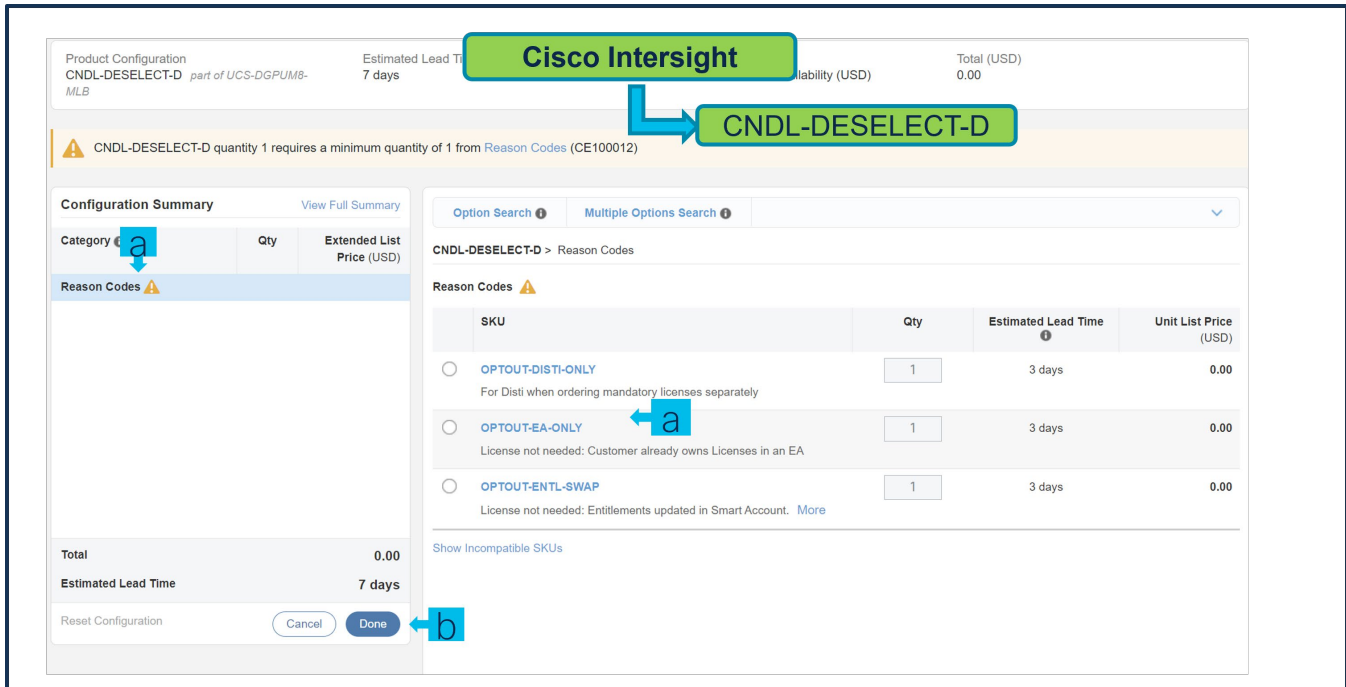 Product Configuration
CNDL-DESELECT-D part of UCS-DGPUM8-
MLB
Estimated Lead Ti
7 days
Cisco Intersight
ilability (USD)
Total (USD)
0.00
CNDL-DESELECT-D
CNDL-DESELECT-D quantity 1 requires a minimum quantity of 1 from Reason Codes (CE100012)
Configuration Summary
View Full Summary
Category
a
Qty
Extended List
Price (USD)
Reason Codes
Total
0.00
Estimated Lead Time
7 days
Reset Configuration
Cancel
Done
b
Option Search
Multiple Options Search
CNDL-DESELECT-D > Reason Codes
Reason Codes
SKU
Qty
Estimated Lead Time
Unit List Price
(USD)
OPTOUT-DISTI-ONLY
1
3 days
0.00
For Disti when ordering mandatory licenses separately
a
OPTOUT-EA-ONLY
1
3 days
0.00
License not needed: Customer already owns Licenses in an EA
OPTOUT-ENTL-SWAP
1
3 days
0.00
License not needed: Entitlements updated in Smart Account. More
Show Incompatible SKUs